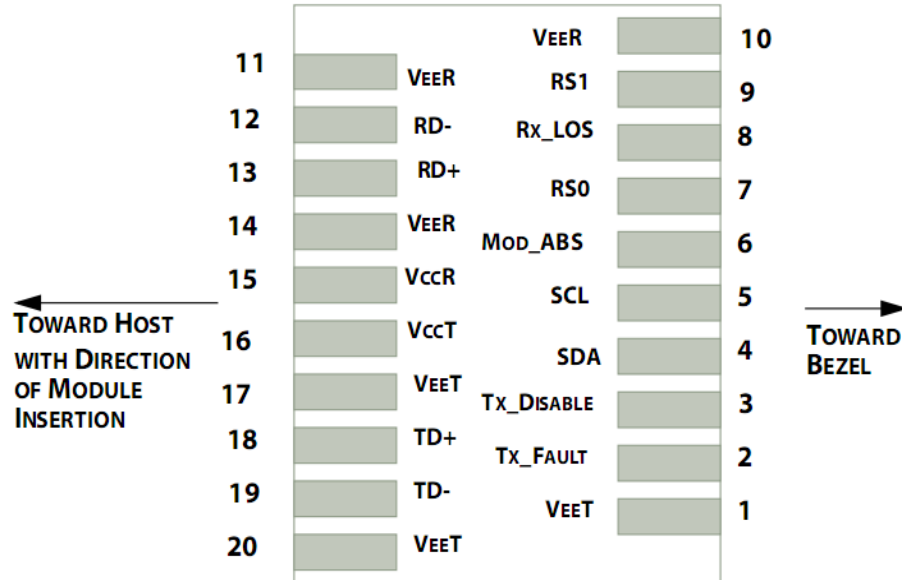 11 VEER
12 RD-
13 RD+
14 VEER
15 VCCR
16 VCCT
17 VEET
18 TD+
19 TD-
20 VEET
VEER 10
RS1 9
RX_LOS 8
RS0 7
MOD_ABS 6
SCL 5
SDA 4
TX_DISABLE 3
TX_FAULT 2
VEET 1
TOWARD HOST
WITH DIRECTION
OF MODULE
INSERTION
TOWARD
BEZEL